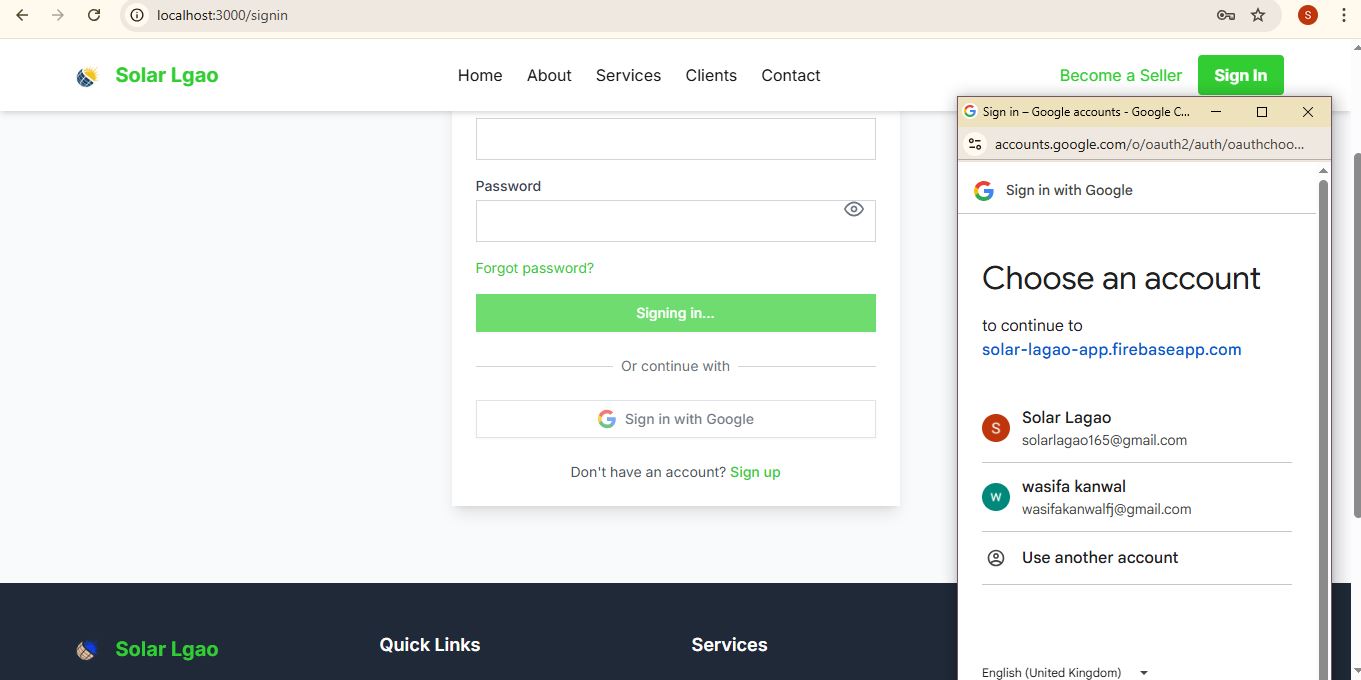 localhost:3000/signin
S
Solar Lgao
Home About Services Clients Contact
Become a Seller Sign In
Password
Forgot password?
Signing in...
Or continue with
Sign in with Google
Don't have an account? Sign up
Solar Lgao
Quick Links
Services
Sign in – Google accounts - Google C...
accounts.google.com/o/oauth2/auth/oauthchoo...
Sign in with Google
Choose an account
to continue to
solar-lagao-app.firebaseapp.com
S
Solar Lagao
solarlagao165@gmail.com
W
wasifa kanwal
wasifakanwalfj@gmail.com
Use another account
English (United Kingdom)